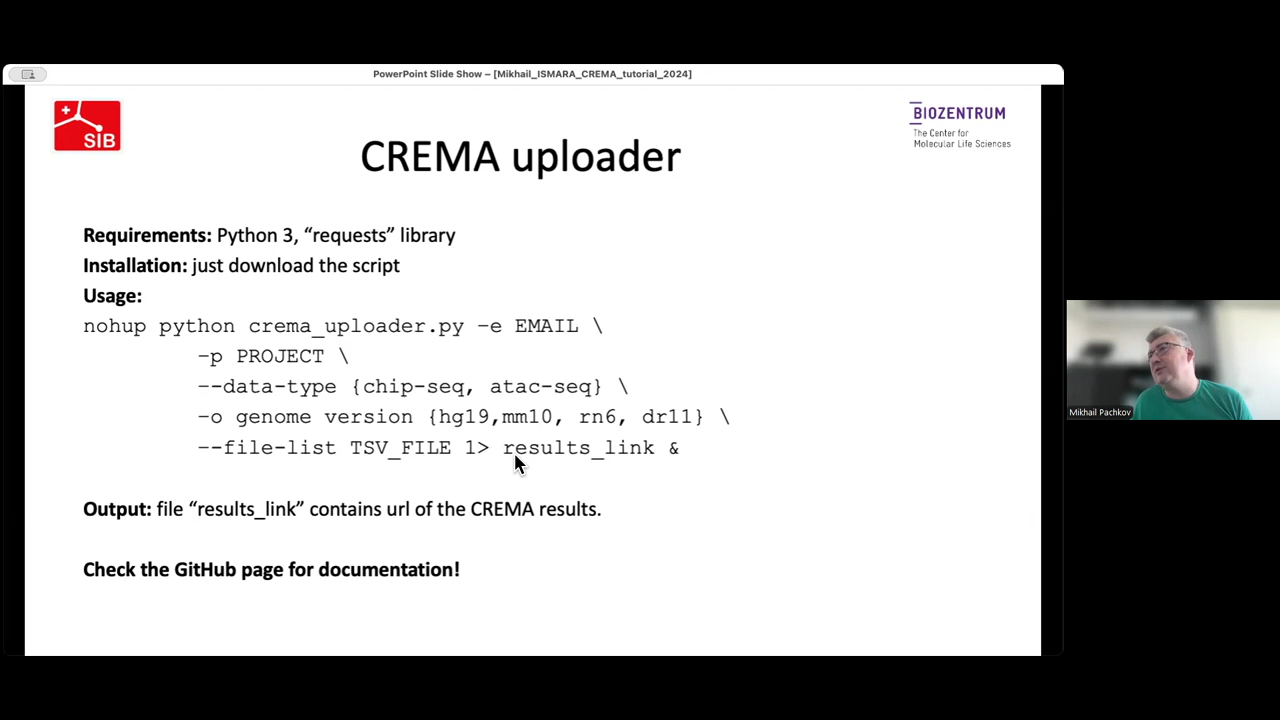 PowerPoint Slide Show – [Mikhail_ISMARA_CREMA_tutorial_2024]
SIB
BIOZENTRUM
The Center for
Molecular Life Sciences
CREMA uploader
Requirements: Python 3, “requests” library
Installation: just download the script
Usage:
nohup python crema_uploader.py –e EMAIL \
–p PROJECT \
--data-type {chip-seq, atac-seq} \
–o genome version {hg19,mm10, rn6, dr11} \
--file-list TSV_FILE 1> results_link &
Output: file “results_link” contains url of the CREMA results.
Check the GitHub page for documentation!
Mikhail Pachkov